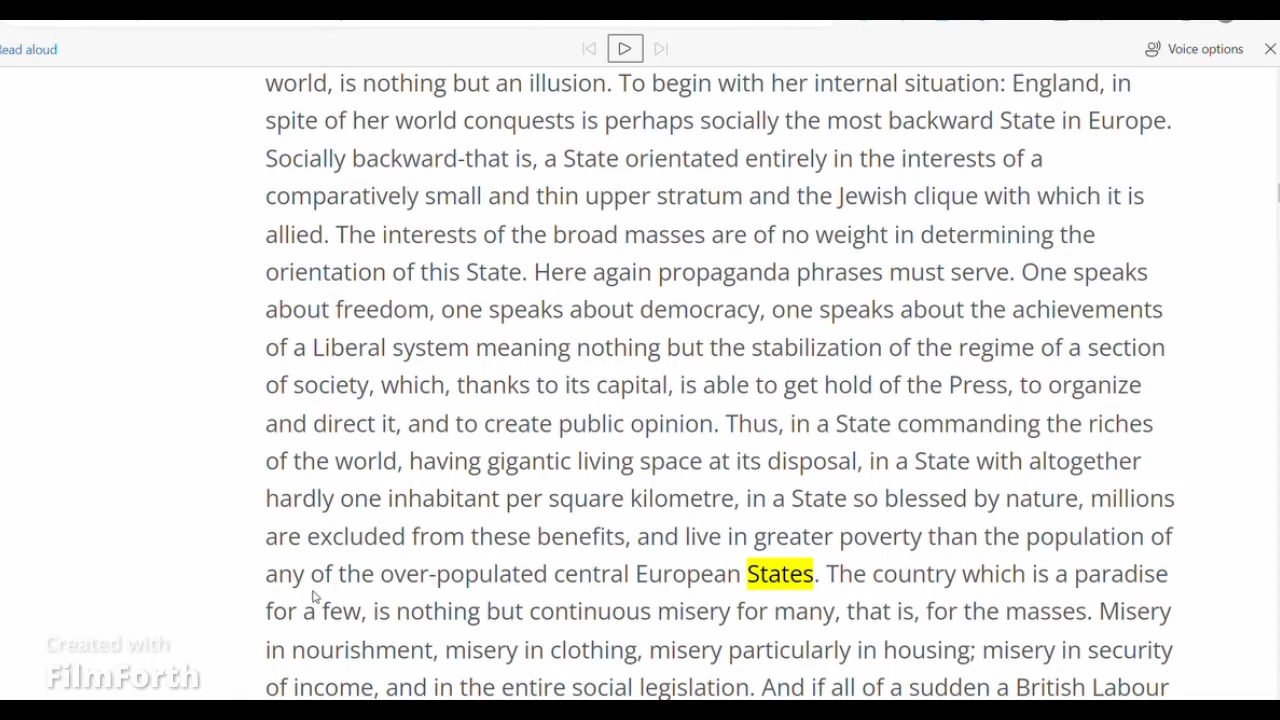 Read aloud
Voice options
world, is nothing but an illusion. To begin with her internal situation: England, in
spite of her world conquests is perhaps socially the most backward State in Europe.
Socially backward-that is, a State orientated entirely in the interests of a
comparatively small and thin upper stratum and the Jewish clique with which it is
allied. The interests of the broad masses are of no weight in determining the
orientation of this State. Here again propaganda phrases must serve. One speaks
about freedom, one speaks about democracy, one speaks about the achievements
of a Liberal system meaning nothing but the stabilization of the regime of a section
of society, which, thanks to its capital, is able to get hold of the Press, to organize
and direct it, and to create public opinion. Thus, in a State commanding the riches
of the world, having gigantic living space at its disposal, in a State with altogether
hardly one inhabitant per square kilometre, in a State so blessed by nature, millions
are excluded from these benefits, and live in greater poverty than the population of
any of the over-populated central European States. The country which is a paradise
for a few, is nothing but continuous misery for many, that is, for the masses. Misery
in nourishment, misery in clothing, misery particularly in housing; misery in security
of income, and in the entire social legislation. And if all of a sudden a British Labour
Created with
FilmForth